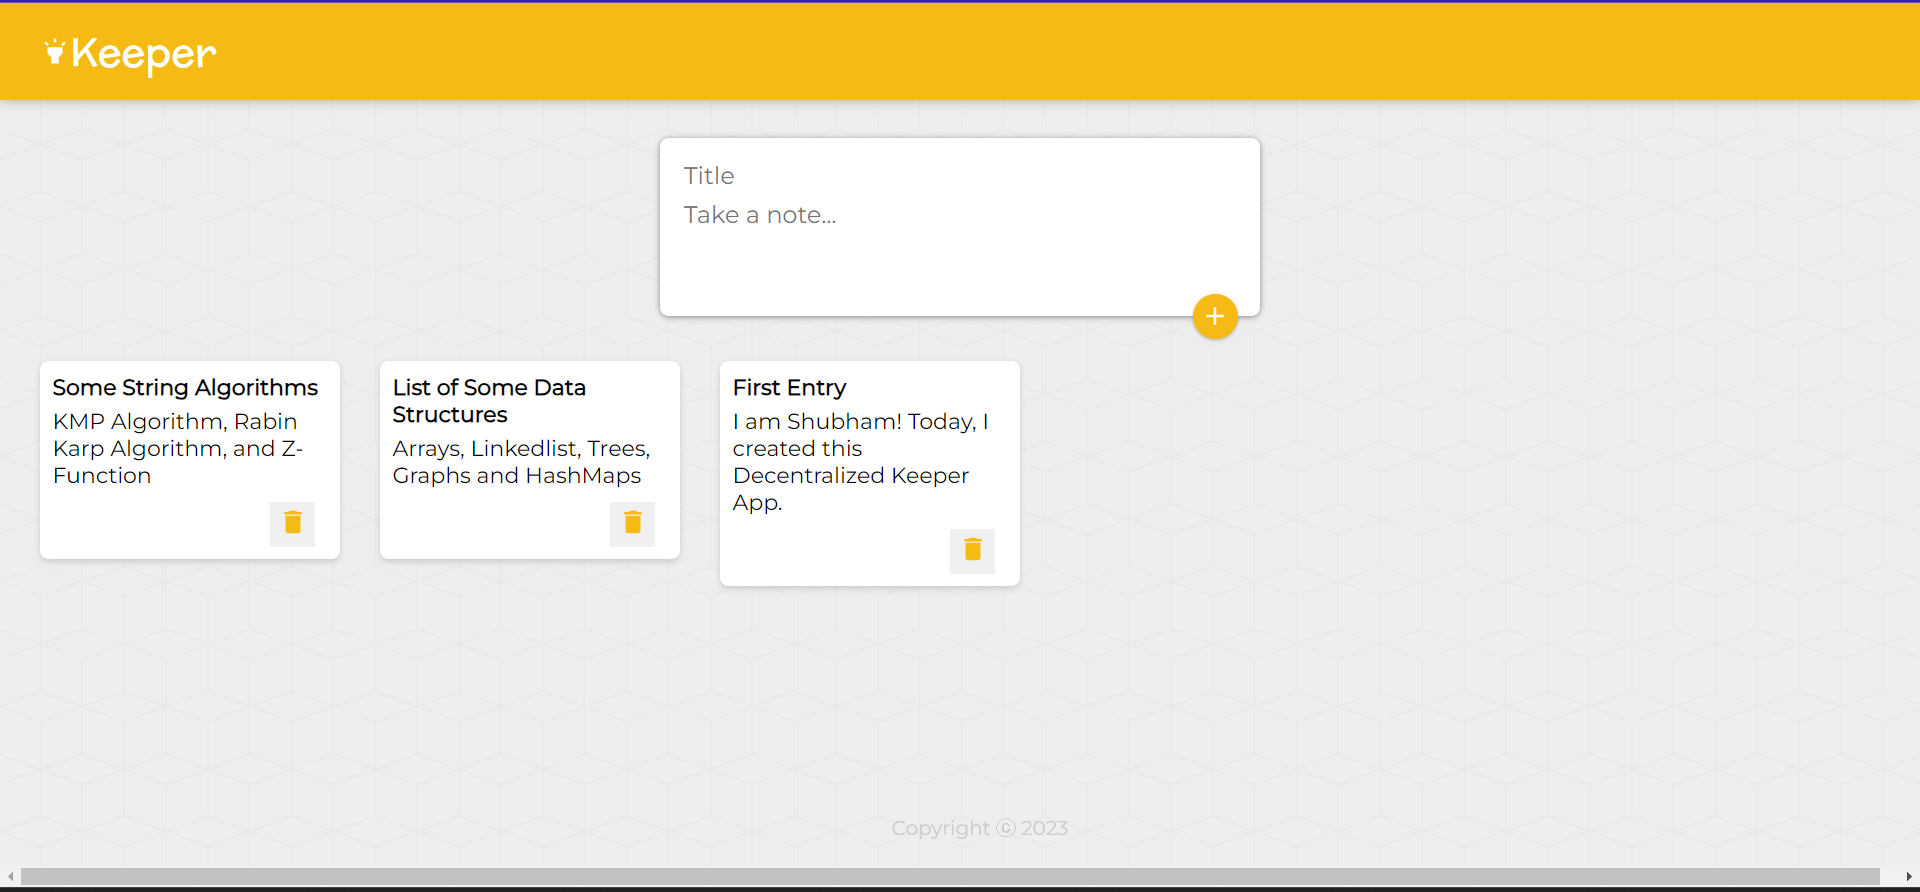 Keeper
Title
Take a note...
Some String Algorithms
KMP Algorithm, Rabin
Karp Algorithm, and Z-
Function
List of Some Data
Structures
Arrays, Linkedlist, Trees,
Graphs and HashMaps
First Entry
I am Shubham! Today, I
created this
Decentralized Keeper
App.
Copyright ⓒ 2023